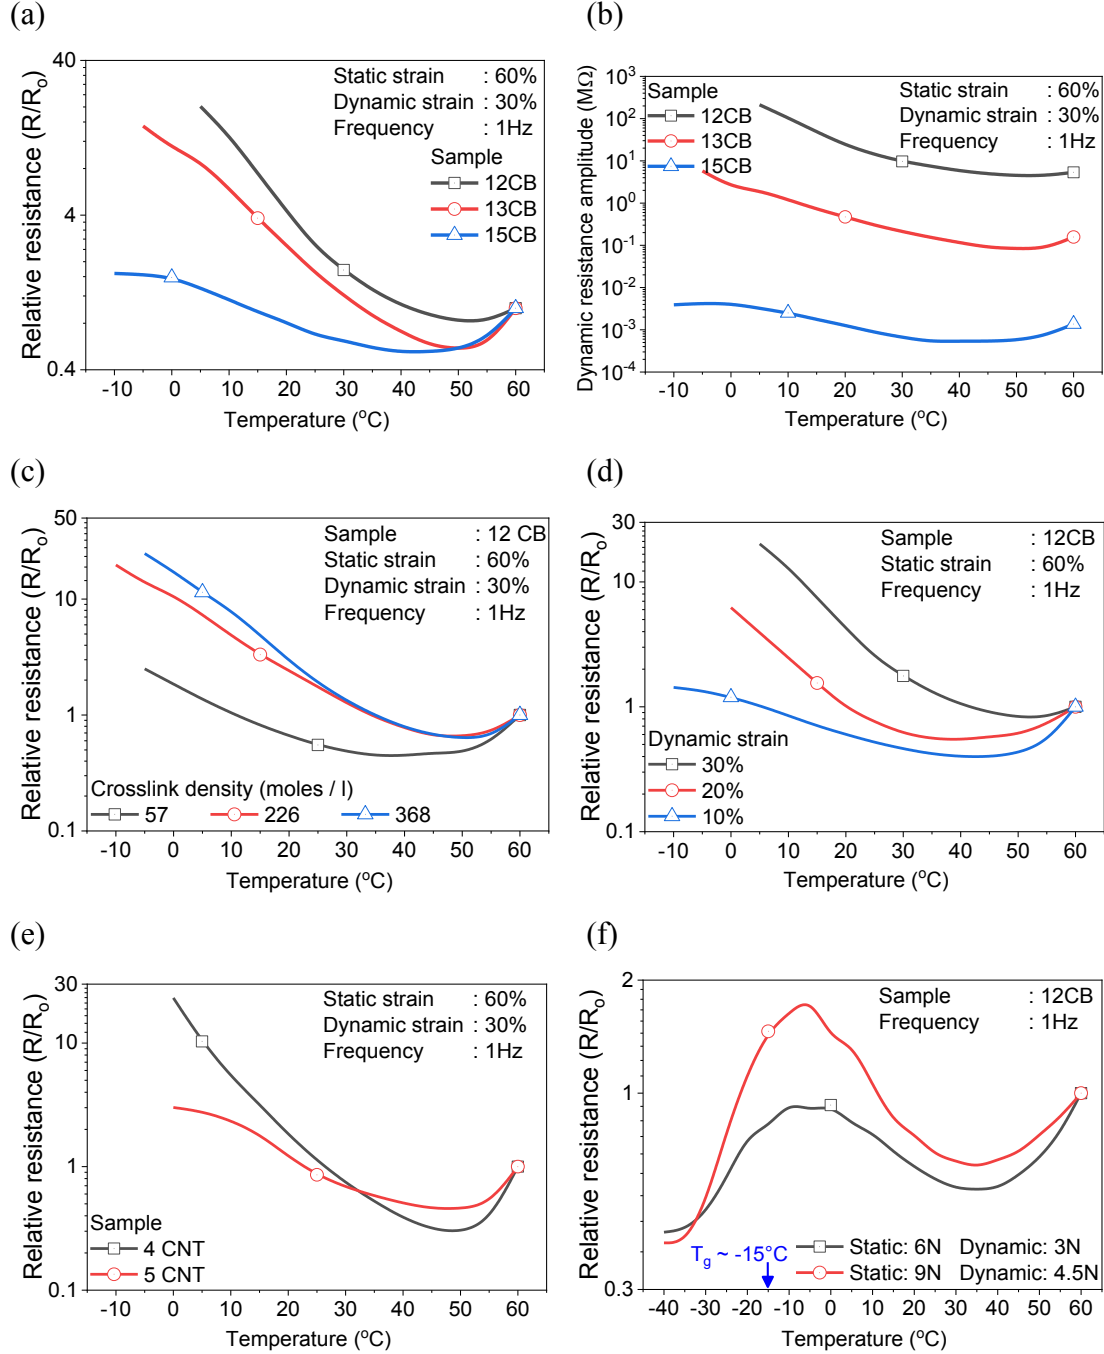 (a)
40
4
0.4
Relative resistance (R/Rₒ)
Static strain : 60%
Dynamic strain : 30%
Frequency : 1Hz
Sample
12CB
13CB
15CB
-10 0 10 20 30 40 50 60
Temperature (°C)
(b)
10³
10²
10¹
10⁰
10⁻¹
10⁻²
10⁻³
10⁻⁴
Dynamic resistance amplitude (MΩ)
Sample
12CB
13CB
15CB
Static strain : 60%
Dynamic strain : 30%
Frequency : 1Hz
-10 0 10 20 30 40 50 60
Temperature (°C)
(c)
50
10
1
0.1
Relative resistance (R/Rₒ)
Sample : 12 CB
Static strain : 60%
Dynamic strain : 30%
Frequency : 1Hz
Crosslink density (moles / l)
57 226 368
-10 0 10 20 30 40 50 60
Temperature (°C)
(d)
30
10
1
0.1
Relative resistance (R/Rₒ)
Sample : 12CB
Static strain : 60%
Frequency : 1Hz
Dynamic strain
30%
20%
10%
-10 0 10 20 30 40 50 60
Temperature (°C)
(e)
30
10
1
0.1
Relative resistance (R/Rₒ)
Static strain : 60%
Dynamic strain : 30%
Frequency : 1Hz
Sample
4 CNT
5 CNT
-10 0 10 20 30 40 50 60
Temperature (°C)
(f)
2
1
0.3
Relative resistance (R/Rₒ)
Sample : 12CB
Frequency : 1Hz
T_g ~ -15°C
Static: 6N Dynamic: 3N
Static: 9N Dynamic: 4.5N
-40 -30 -20 -10 0 10 20 30 40 50 60
Temperature (°C)